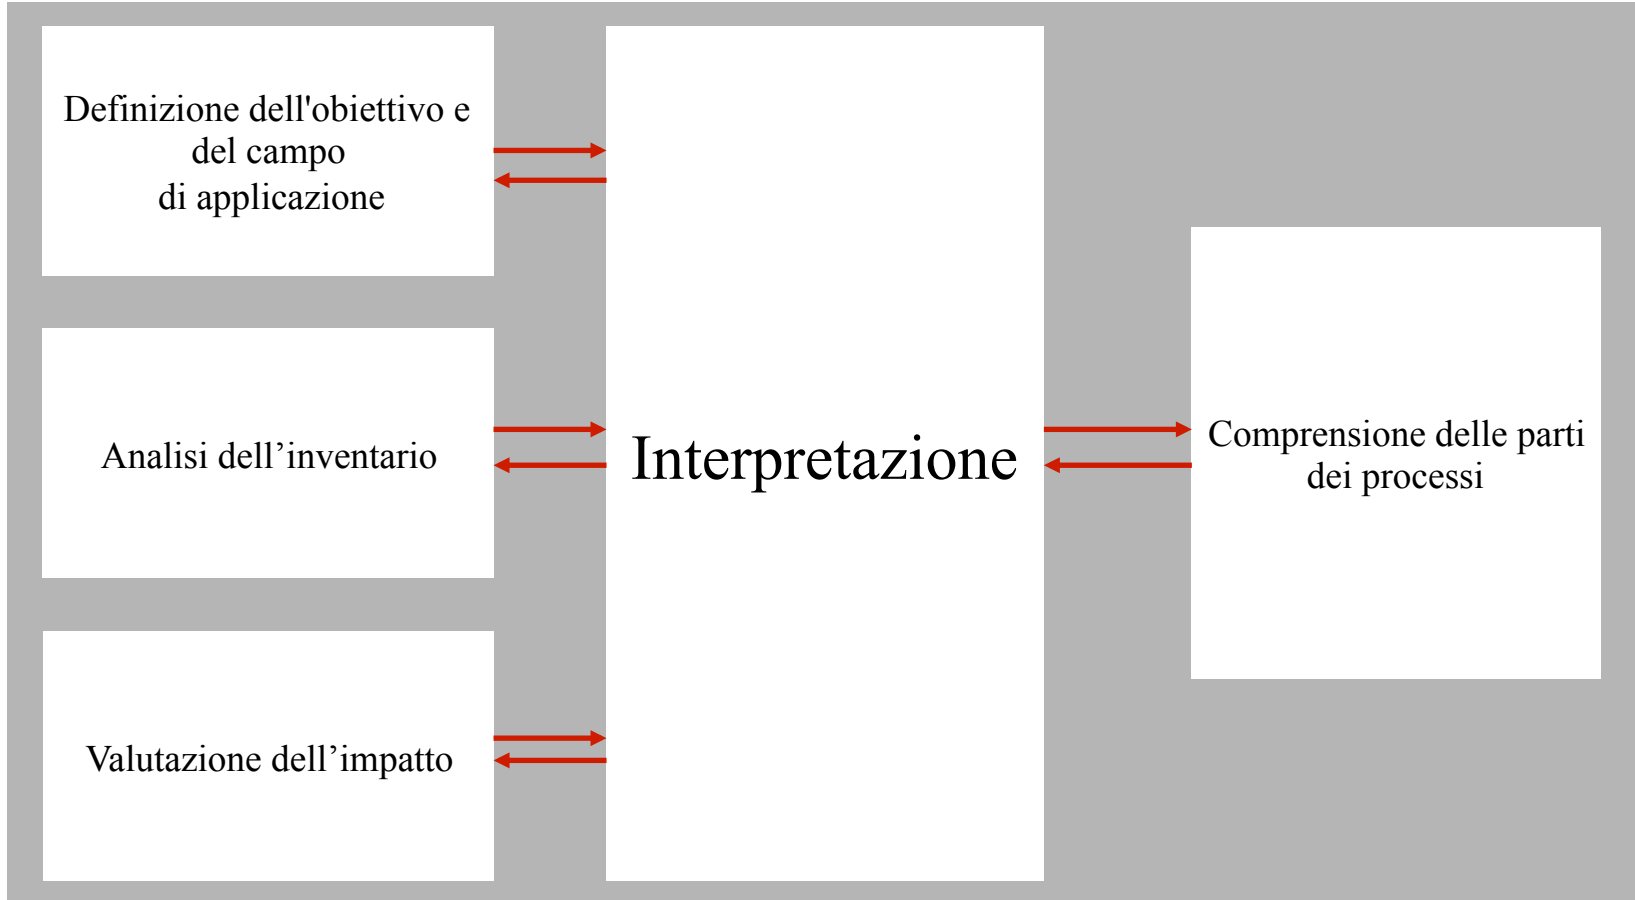 Definizione dell'obiettivo e
del campo
di applicazione
Analisi dell’inventario
Valutazione dell’impatto
Interpretazione
Comprensione delle parti
dei processi